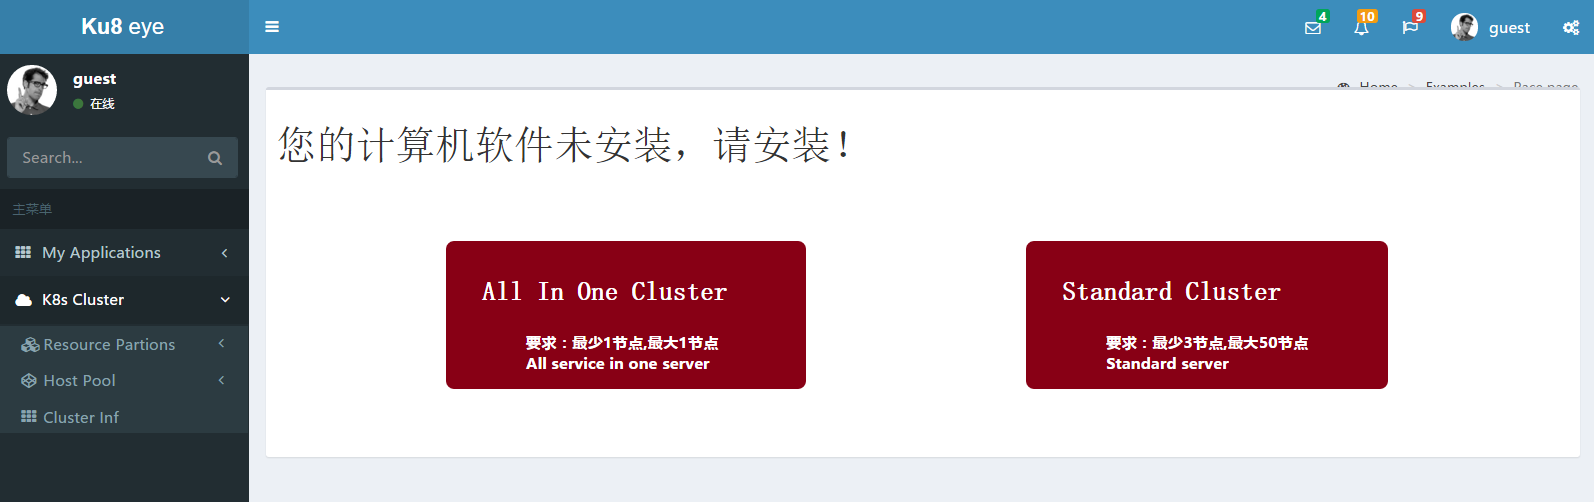 Ku8 eye
4
10
9
guest
guest
在线
Home > Examples > Pace page
Search...
主菜单
My Applications
K8s Cluster
Resource Partions
Host Pool
Cluster Inf
您的计算机软件未安装，请安装！
All In One Cluster
要求：最少1节点,最大1节点
All service in one server
Standard Cluster
要求：最少3节点,最大50节点
Standard server